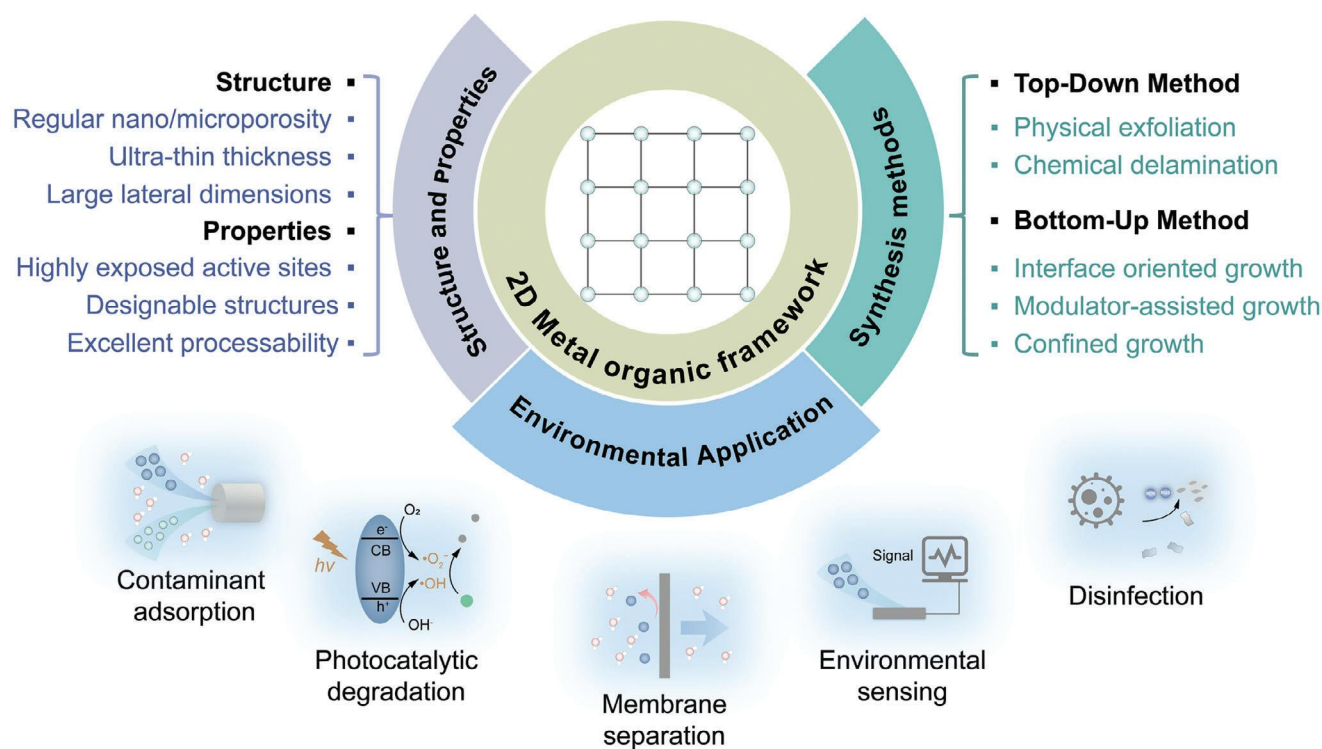 Structure
Regular nano/microporosity
Ultra-thin thickness
Large lateral dimensions
Properties
Highly exposed active sites
Designable structures
Excellent processability
Structure and Properties
2D Metal organic framework
Synthesis methods
Environmental Application
Top-Down Method
Physical exfoliation
Chemical delamination
Bottom-Up Method
Interface oriented growth
Modulator-assisted growth
Confined growth
Contaminant
adsorption
hv
e⁻
CB
VB
h⁺
O₂
•O₂⁻
•OH
OH⁻
Photocatalytic
degradation
Membrane
separation
Signal
Environmental
sensing
Disinfection